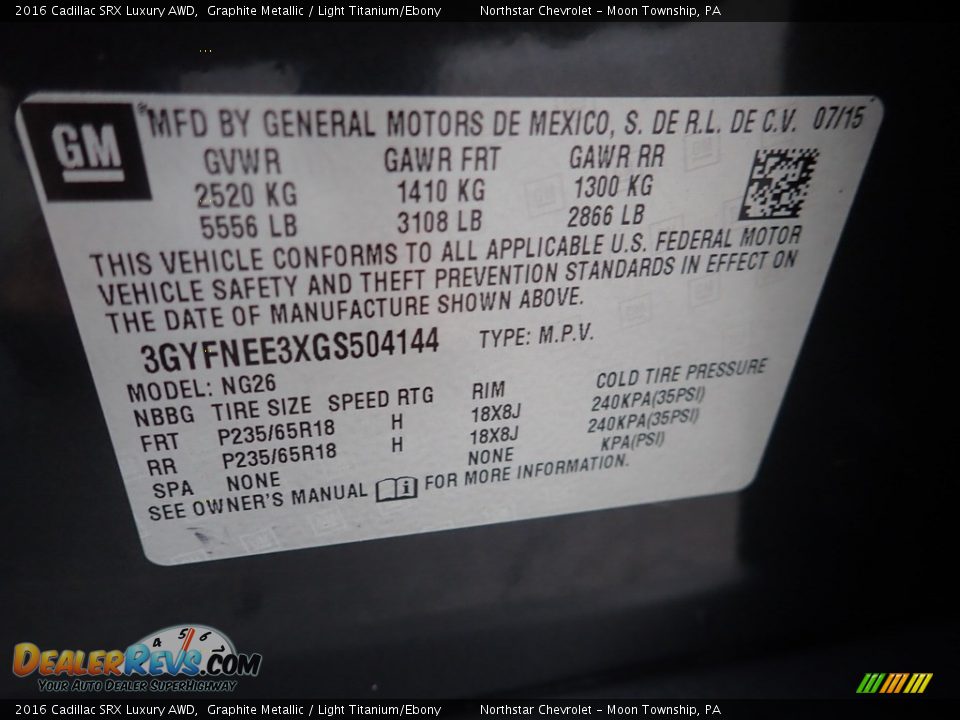 2016 Cadillac SRX Luxury AWD,  Graphite Metallic / Light Titanium/Ebony          Northstar Chevrolet - Moon Township, PA
GM
® MFD BY GENERAL MOTORS DE MEXICO, S. DE R.L. DE C.V. 07/15
GVWR GAWR FRT GAWR RR
2520 KG 1410 KG 1300 KG
5556 LB 3108 LB 2866 LB
THIS VEHICLE CONFORMS TO ALL APPLICABLE U.S. FEDERAL MOTOR
VEHICLE SAFETY AND THEFT PREVENTION STANDARDS IN EFFECT ON
THE DATE OF MANUFACTURE SHOWN ABOVE.
3GYFNEE3XGS504144 TYPE: M.P.V.
MODEL: NG26
NBBG TIRE SIZE SPEED RTG RIM COLD TIRE PRESSURE
FRT P235/65R18 H 18X8J 240KPA(35PSI)
RR P235/65R18 H 18X8J 240KPA(35PSI)
SPA NONE NONE KPA(PSI)
SEE OWNER'S MANUAL FOR MORE INFORMATION.
4 5 6
DEALERREVS.COM
YOUR AUTO DEALER SUPERHIGHWAY
2016 Cadillac SRX Luxury AWD,  Graphite Metallic / Light Titanium/Ebony          Northstar Chevrolet - Moon Township, PA